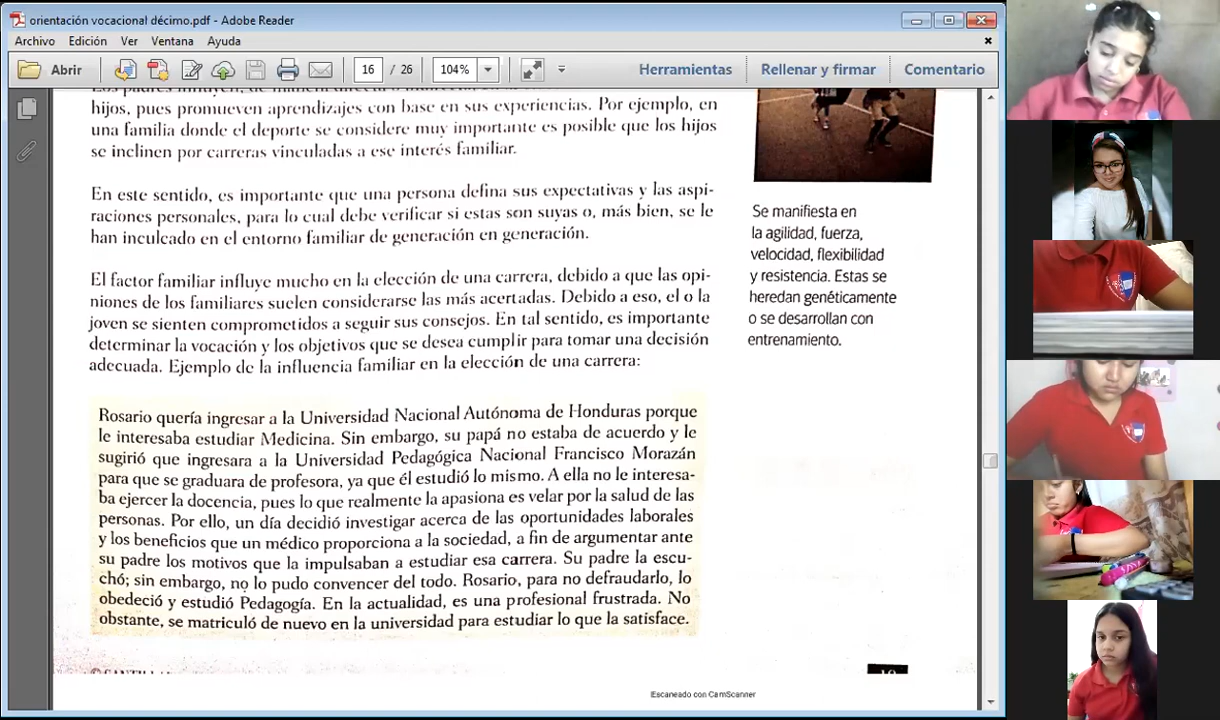 orientación vocacional décimo.pdf - Adobe Reader
Archivo Edición Ver Ventana Ayuda
Abrir 16 / 26 104% Herramientas Rellenar y firmar Comentario
hijos, pues promueven aprendizajes con base en sus experiencias. Por ejemplo, en
una familia donde el deporte se considere muy importante es posible que los hijos
se inclinen por carreras vinculadas a ese interés familiar.
En este sentido, es importante que una persona defina sus expectativas y las aspi-
raciones personales, para lo cual debe verificar si estas son suyas o, más bien, se le
han inculcado en el entorno familiar de generación en generación.
El factor familiar influye mucho en la elección de una carrera, debido a que las opi-
niones de los familiares suelen considerarse las más acertadas. Debido a eso, el o la
joven se sienten comprometidos a seguir sus consejos. En tal sentido, es importante
determinar la vocación y los objetivos que se desea cumplir para tomar una decisión
adecuada. Ejemplo de la influencia familiar en la elección de una carrera:
Rosario quería ingresar a la Universidad Nacional Autónoma de Honduras porque
le interesaba estudiar Medicina. Sin embargo, su papá no estaba de acuerdo y le
sugirió que ingresara a la Universidad Pedagógica Nacional Francisco Morazán
para que se graduara de profesora, ya que él estudió lo mismo. A ella no le interesa-
ba ejercer la docencia, pues lo que realmente la apasiona es velar por la salud de las
personas. Por ello, un día decidió investigar acerca de las oportunidades laborales
y los beneficios que un médico proporciona a la sociedad, a fin de argumentar ante
su padre los motivos que la impulsaban a estudiar esa carrera. Su padre la escu-
chó; sin embargo, no lo pudo convencer del todo. Rosario, para no defraudarlo, lo
obedeció y estudió Pedagogía. En la actualidad, es una profesional frustrada. No
obstante, se matriculó de nuevo en la universidad para estudiar lo que la satisface.
Se manifiesta en
la agilidad, fuerza,
velocidad, flexibilidad
y resistencia. Estas se
heredan genéticamente
o se desarrollan con
entrenamiento.
Escaneado con CamScanner